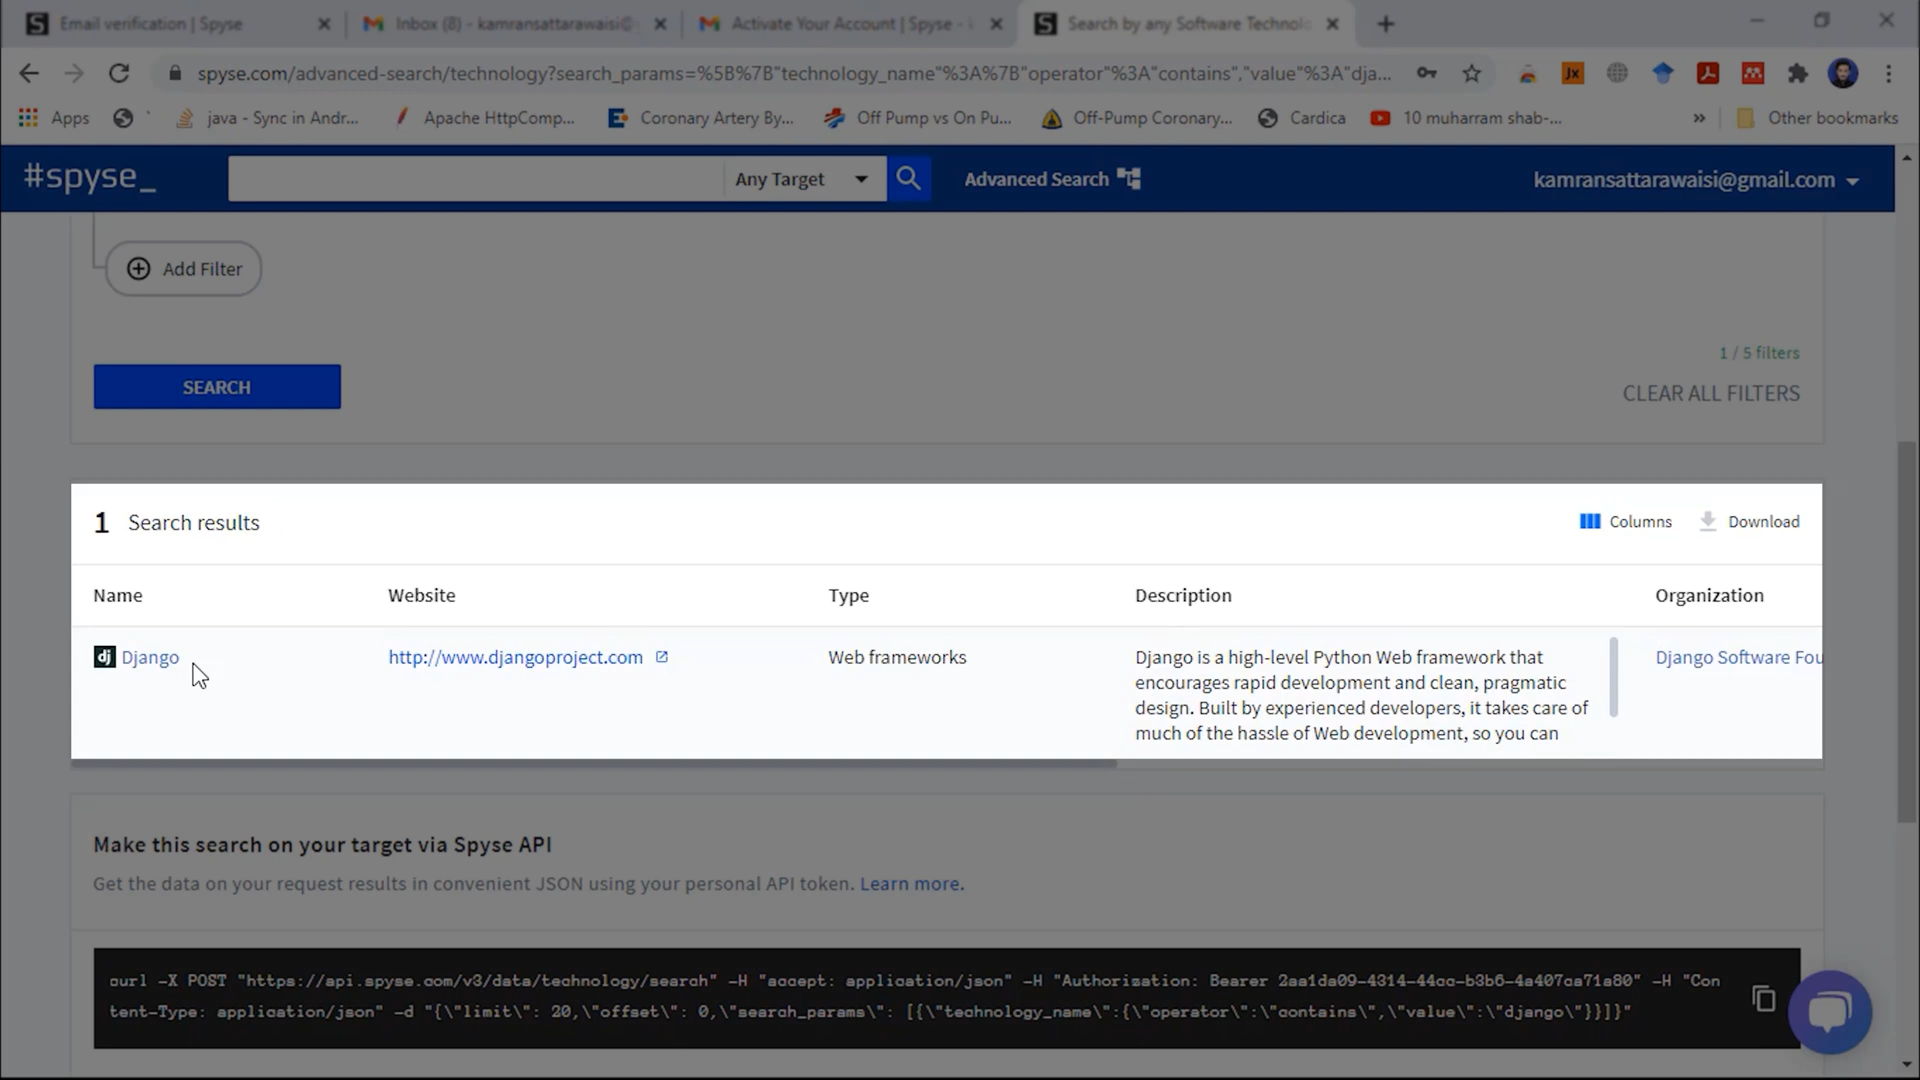 Email verification | Spyse
Inbox (8) - kamransattarawaisi@
Activate Your Account | Spyse -
Search by any Software Technol
spyse.com/advanced-search/technology?search_params=%5B%7B"technology_name"%3A%7B"operator"%3A"contains","value"%3A"dja...
Apps
java - Sync in Andr...
Apache HttpComp...
Coronary Artery By...
Off Pump vs On Pu...
Off-Pump Coronary...
Cardica
10 muharram shab-...
Other bookmarks
#spyse_
Any Target
Advanced Search
kamransattarawaisi@gmail.com
Add Filter
1 / 5 filters
SEARCH
CLEAR ALL FILTERS
1 Search results
Columns
Download
Name Website Type Description Organization
dj Django http://www.djangoproject.com Web frameworks
Django is a high-level Python Web framework that
encourages rapid development and clean, pragmatic
design. Built by experienced developers, it takes care of
much of the hassle of Web development, so you can
Django Software Fou
Make this search on your target via Spyse API
Get the data on your request results in convenient JSON using your personal API token. Learn more.
curl -X POST "https://api.spyse.com/v3/data/technology/search" -H "accept: application/json" -H "Authorization: Bearer 2aa1da09-4314-44ac-b3b6-4a407ca71a80" -H "Con
tent-Type: application/json" -d "{\"limit\": 20,\"offset\": 0,\"search_params\": [{\"technology_name\":{\"operator\":\"contains\",\"value\":\"django\"}}]}"